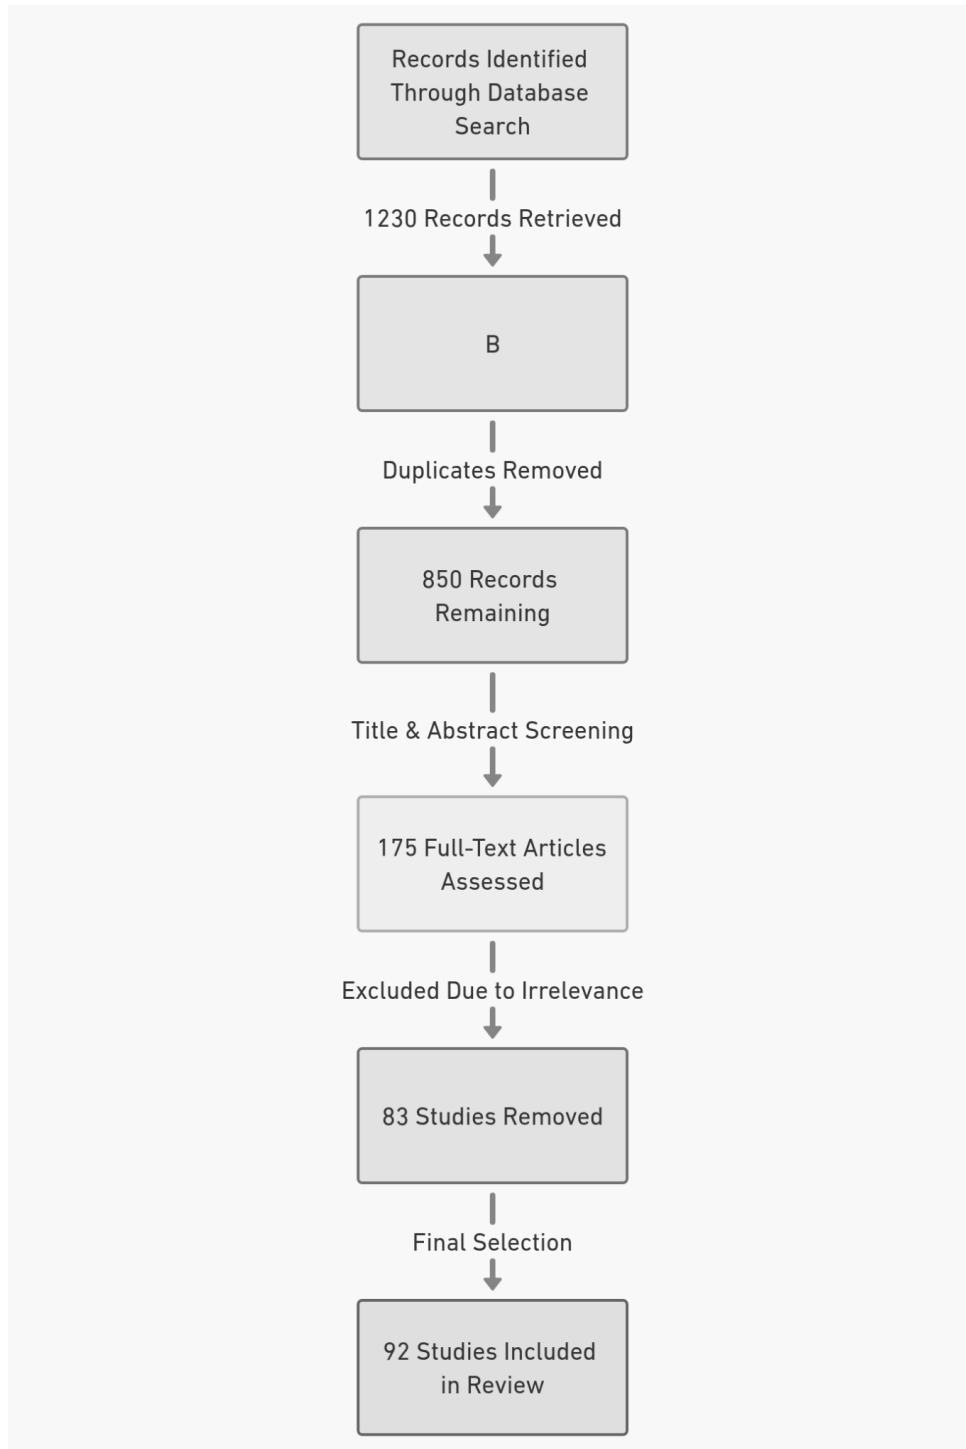 Records Identified
Through Database
Search
1230 Records Retrieved
B
Duplicates Removed
850 Records
Remaining
Title & Abstract Screening
175 Full-Text Articles
Assessed
Excluded Due to Irrelevance
83 Studies Removed
Final Selection
92 Studies Included
in Review